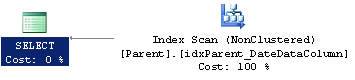 SELECT
Cost: 0 %
Index Scan (NonClustered)
[Parent].[idxParent_DateDataColumn]
Cost: 100 %